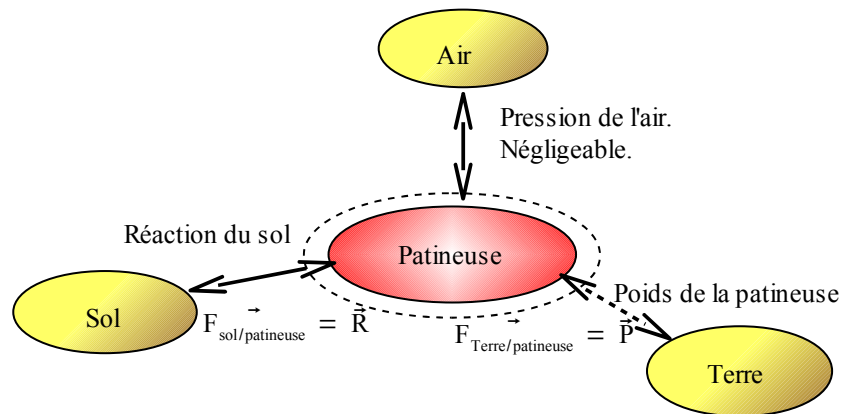 Air
Pression de l'air.
Négligeable.
Réaction du sol
Patineuse
Poids de la patineuse
Sol
F sol/patineuse = R
F Terre/patineuse = P
Terre